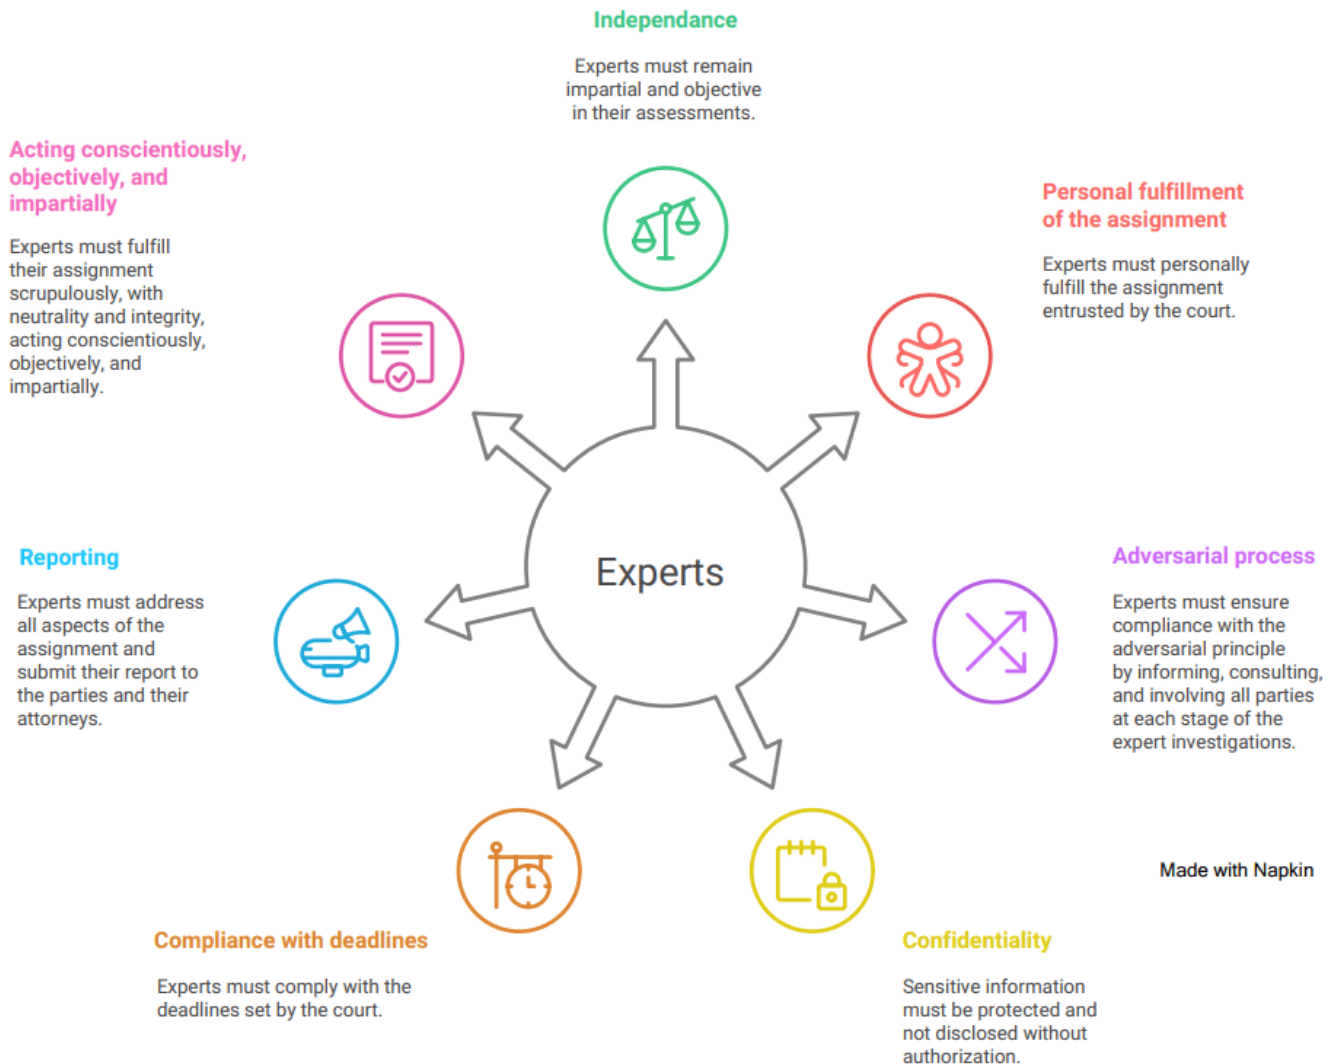 Independance
Experts must remain
impartial and objective
in their assessments.
Acting conscientiously,
objectively, and
impartially
Experts must fulfill
their assignment
scrupulously, with
neutrality and integrity,
acting conscientiously,
objectively, and
impartially.
Personal fulfillment
of the assignment
Experts must personally
fulfill the assignment
entrusted by the court.
Experts
Reporting
Experts must address
all aspects of the
assignment and
submit their report to
the parties and their
attorneys.
Adversarial process
Experts must ensure
compliance with the
adversarial principle
by informing, consulting,
and involving all parties
at each stage of the
expert investigations.
Made with Napkin
Compliance with deadlines
Experts must comply with the
deadlines set by the court.
Confidentiality
Sensitive information
must be protected and
not disclosed without
authorization.